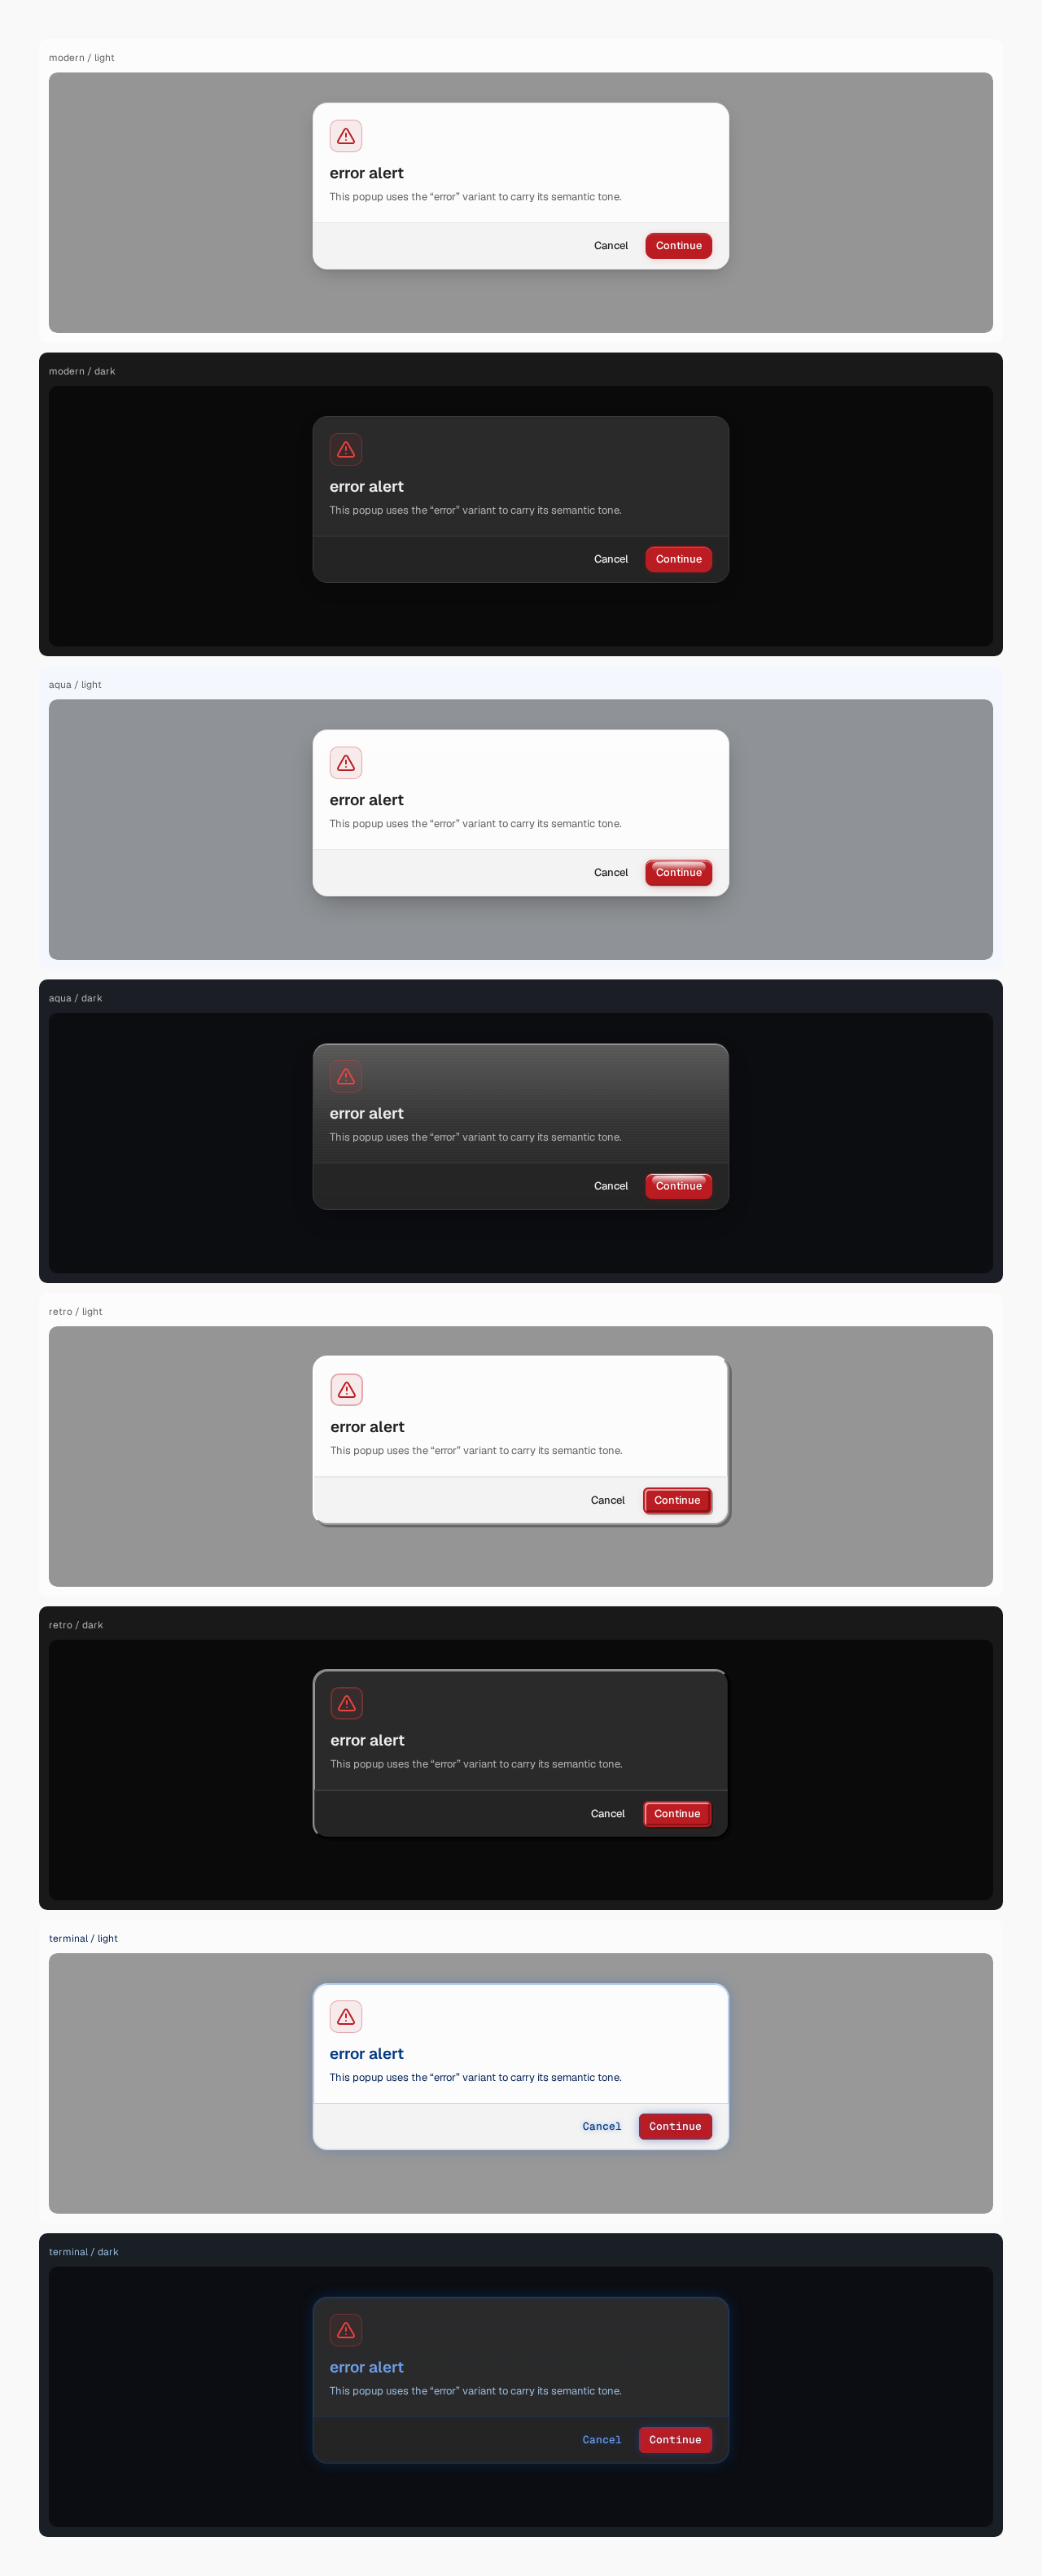 modern / light
error alert
This popup uses the “error” variant to carry its semantic tone.
Cancel Continue
modern / dark
error alert
This popup uses the “error” variant to carry its semantic tone.
Cancel Continue
aqua / light
error alert
This popup uses the “error” variant to carry its semantic tone.
Cancel Continue
aqua / dark
error alert
This popup uses the “error” variant to carry its semantic tone.
Cancel Continue
retro / light
error alert
This popup uses the “error” variant to carry its semantic tone.
Cancel Continue
retro / dark
error alert
This popup uses the “error” variant to carry its semantic tone.
Cancel Continue
terminal / light
error alert
This popup uses the “error” variant to carry its semantic tone.
Cancel Continue
terminal / dark
error alert
This popup uses the “error” variant to carry its semantic tone.
Cancel Continue